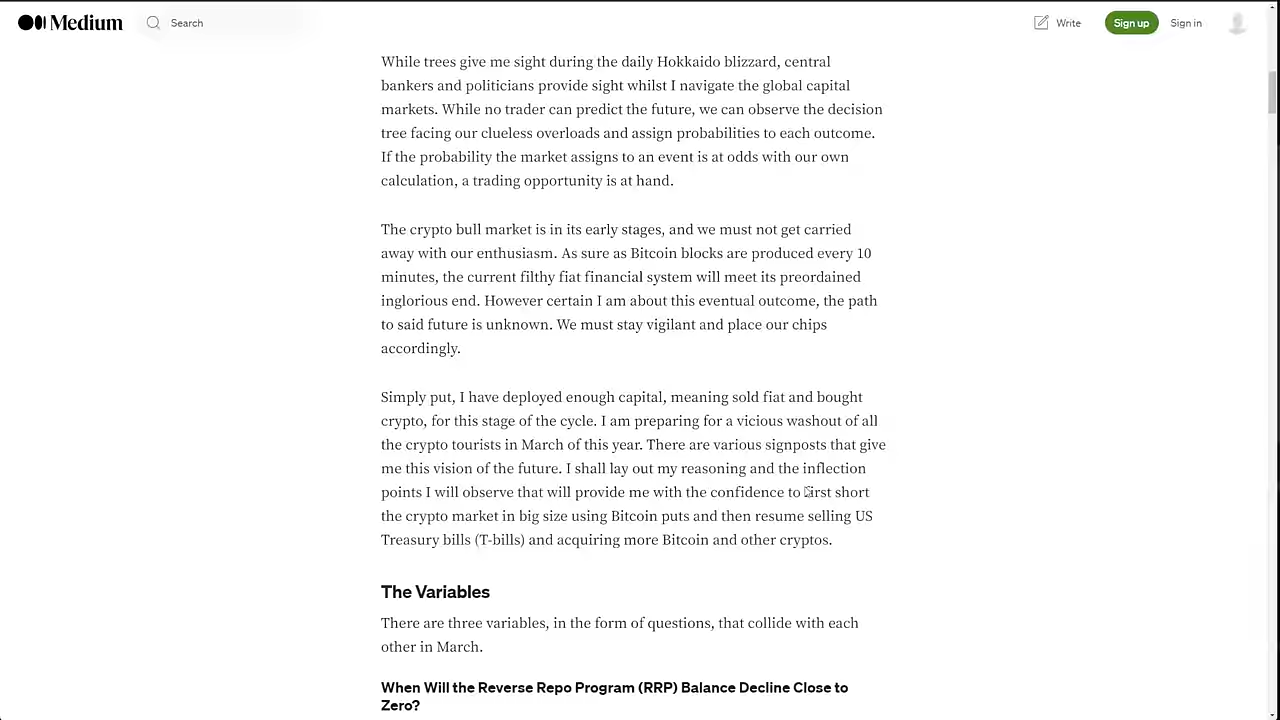 Medium
Search
Write
Sign up
Sign in
While trees give me sight during the daily Hokkaido blizzard, central
bankers and politicians provide sight whilst I navigate the global capital
markets. While no trader can predict the future, we can observe the decision
tree facing our clueless overloads and assign probabilities to each outcome.
If the probability the market assigns to an event is at odds with our own
calculation, a trading opportunity is at hand.
The crypto bull market is in its early stages, and we must not get carried
away with our enthusiasm. As sure as Bitcoin blocks are produced every 10
minutes, the current filthy fiat financial system will meet its preordained
inglorious end. However certain I am about this eventual outcome, the path
to said future is unknown. We must stay vigilant and place our chips
accordingly.
Simply put, I have deployed enough capital, meaning sold fiat and bought
crypto, for this stage of the cycle. I am preparing for a vicious washout of all
the crypto tourists in March of this year. There are various signposts that give
me this vision of the future. I shall lay out my reasoning and the inflection
points I will observe that will provide me with the confidence to first short
the crypto market in big size using Bitcoin puts and then resume selling US
Treasury bills (T-bills) and acquiring more Bitcoin and other cryptos.
The Variables
There are three variables, in the form of questions, that collide with each
other in March.
When Will the Reverse Repo Program (RRP) Balance Decline Close to
Zero?